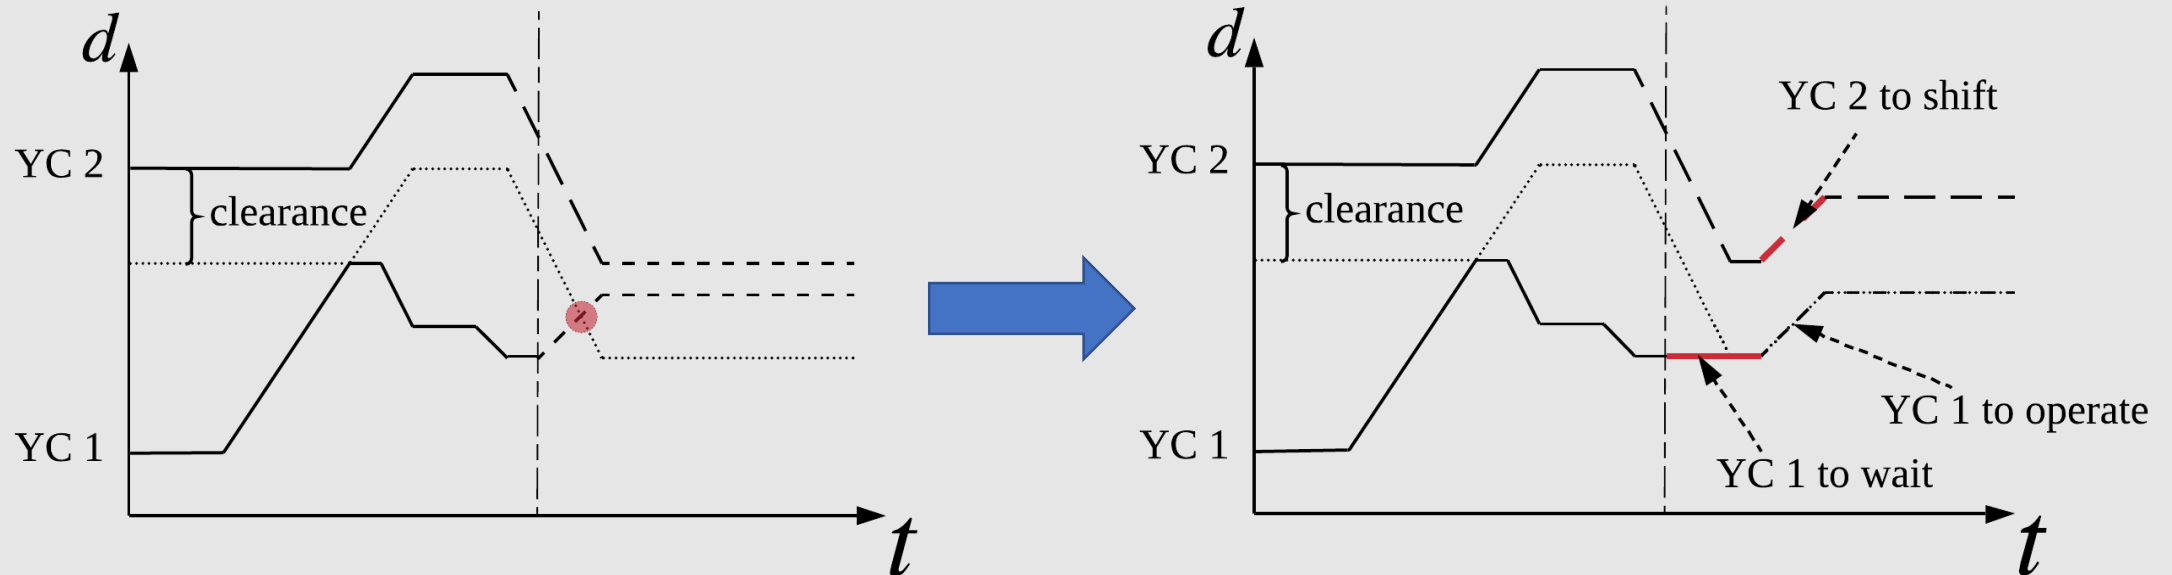 d
YC 2
clearance
YC 1
t
d
YC 2 to shift
YC 2
clearance
YC 1 to operate
YC 1
YC 1 to wait
t